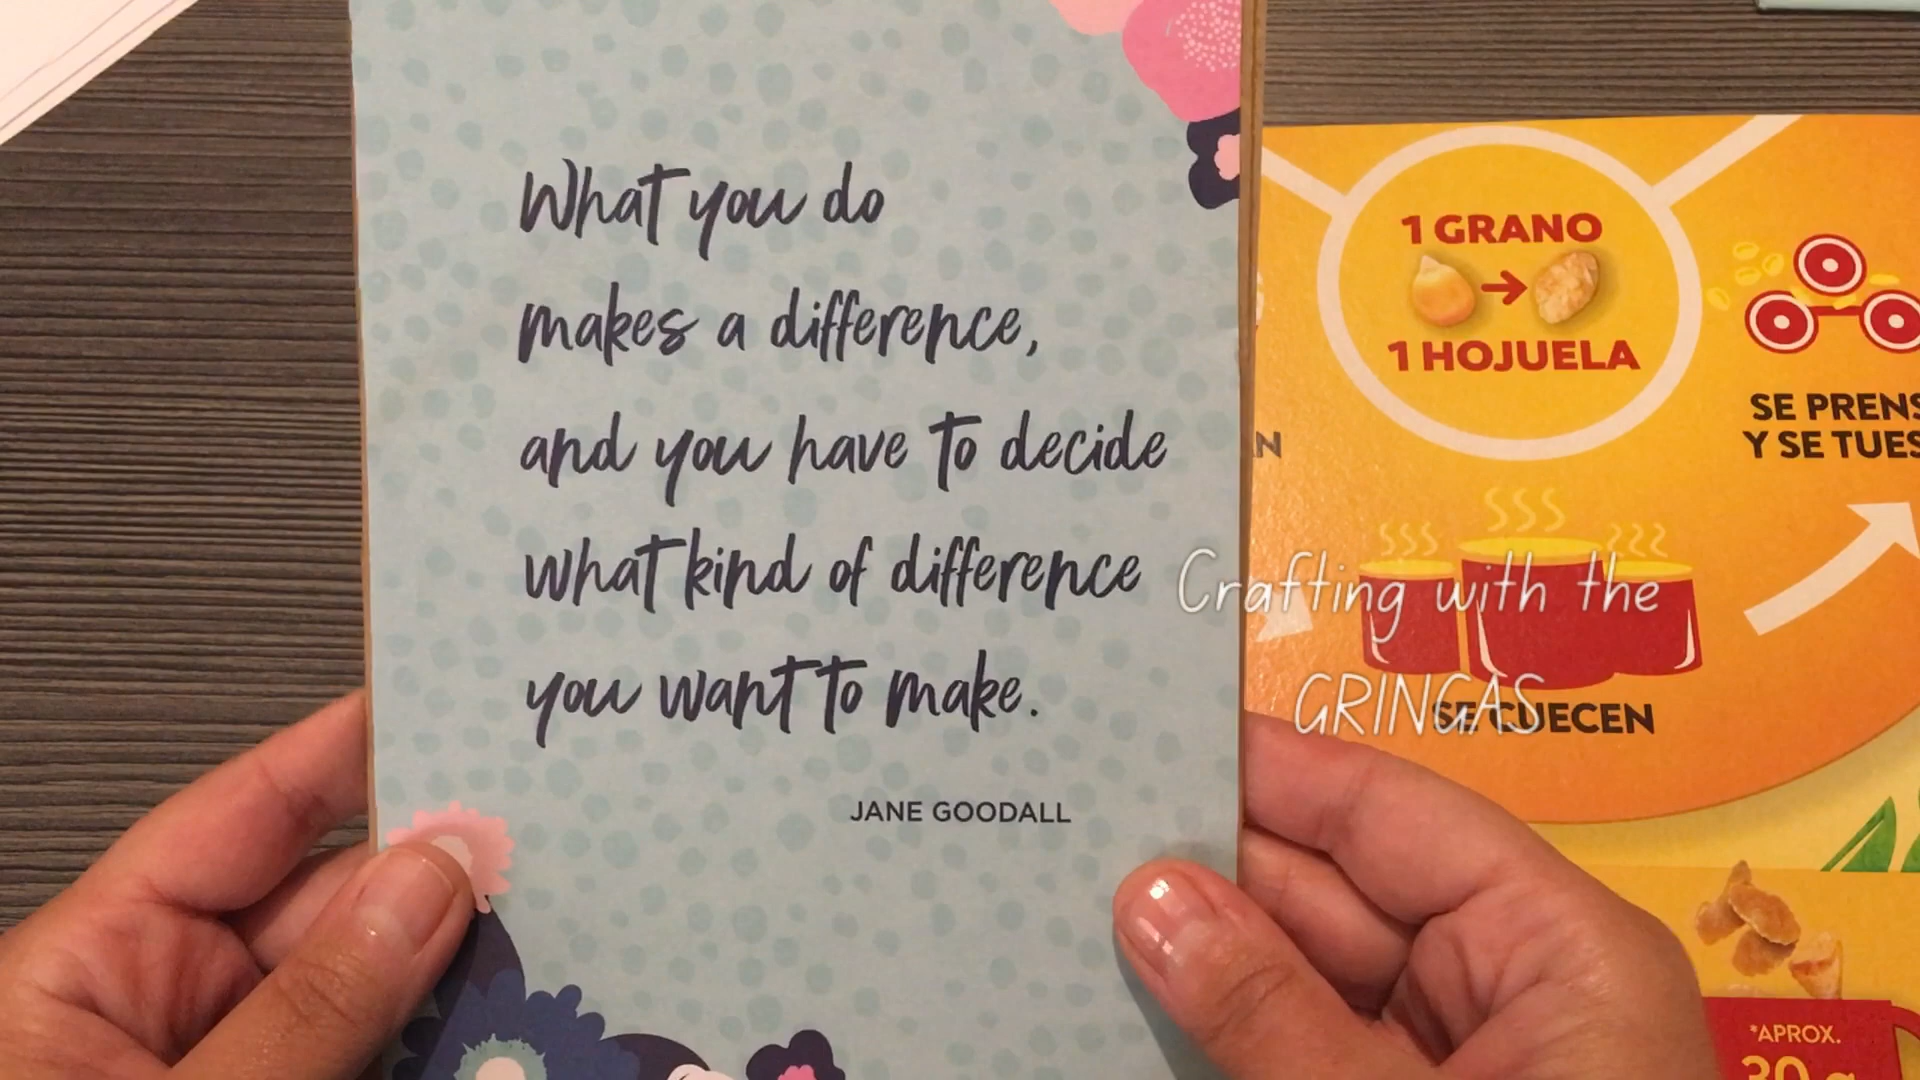 What you do
makes a difference,
and you have to decide
what kind of difference
you want to make.
JANE GOODALL
1 GRANO
1 HOJUELA
SE PRENS
Y SE TUES
Crafting with the
GRINGAS
SE CUECEN
*APROX.
30 g